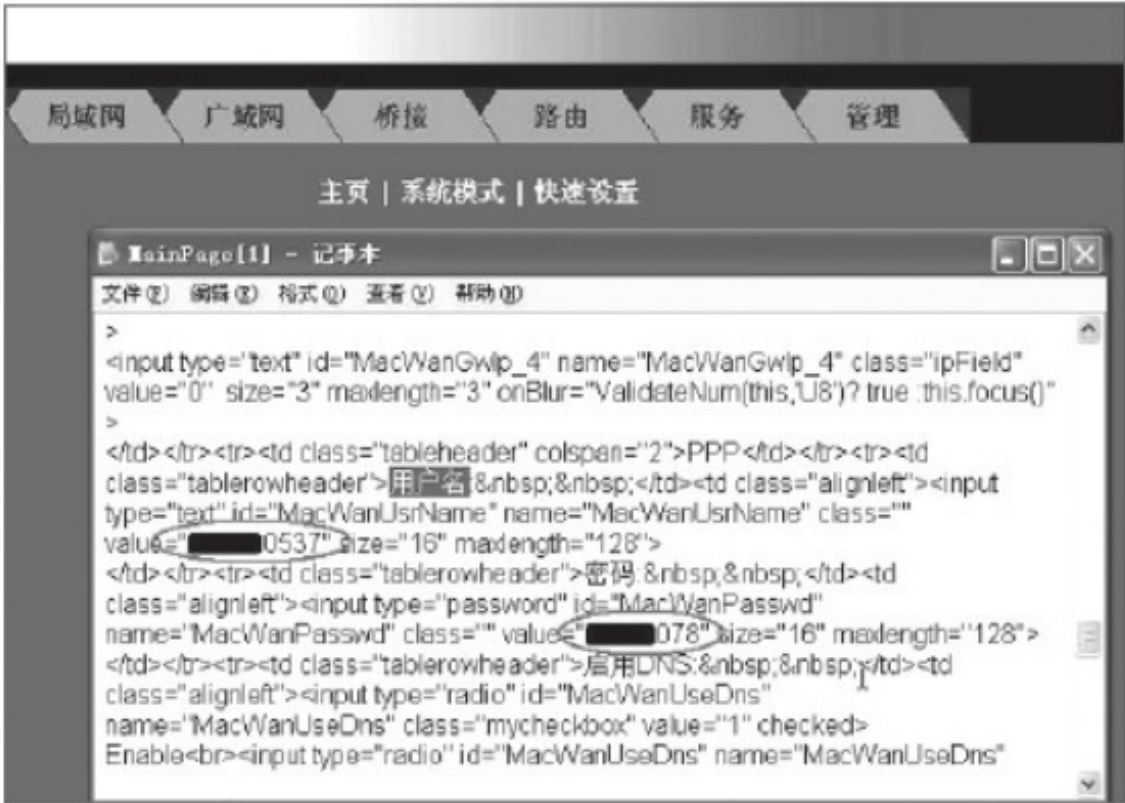 局域网 广域网 桥接 路由 服务 管理
主页 | 系统模式 | 快速设置
MainPage[1] - 记事本
文件(F) 编辑(E) 格式(O) 查看(V) 帮助(H)
>
<input type="text" id="MacWanGwIp_4" name="MacWanGwIp_4" class="ipField"
value="0" size="3" maxlength="3" onBlur="ValidateNum(this,'U8')? true :this.focus()"
>
</td></tr><tr><td class="tableheader" colspan="2">PPP</td></tr><tr><td
class="tablerowheader">用户名:&nbsp;&nbsp;</td><td class="alignleft"><input
type="text" id="MacWanUsrName" name="MacWanUsrName" class=""
value="0537" size="16" maxlength="128">
</td></tr><tr><td class="tablerowheader">密码:&nbsp;&nbsp;</td><td
class="alignleft"><input type="password" id="MacWanPasswd"
name="MacWanPasswd" class="" value="078" size="16" maxlength="128">
</td></tr><tr><td class="tablerowheader">启用DNS:&nbsp;&nbsp;</td><td
class="alignleft"><input type="radio" id="MacWanUseDns"
name="MacWanUseDns" class="mycheckbox" value="1" checked>
Enable<br><input type="radio" id="MacWanUseDns" name="MacWanUseDns"